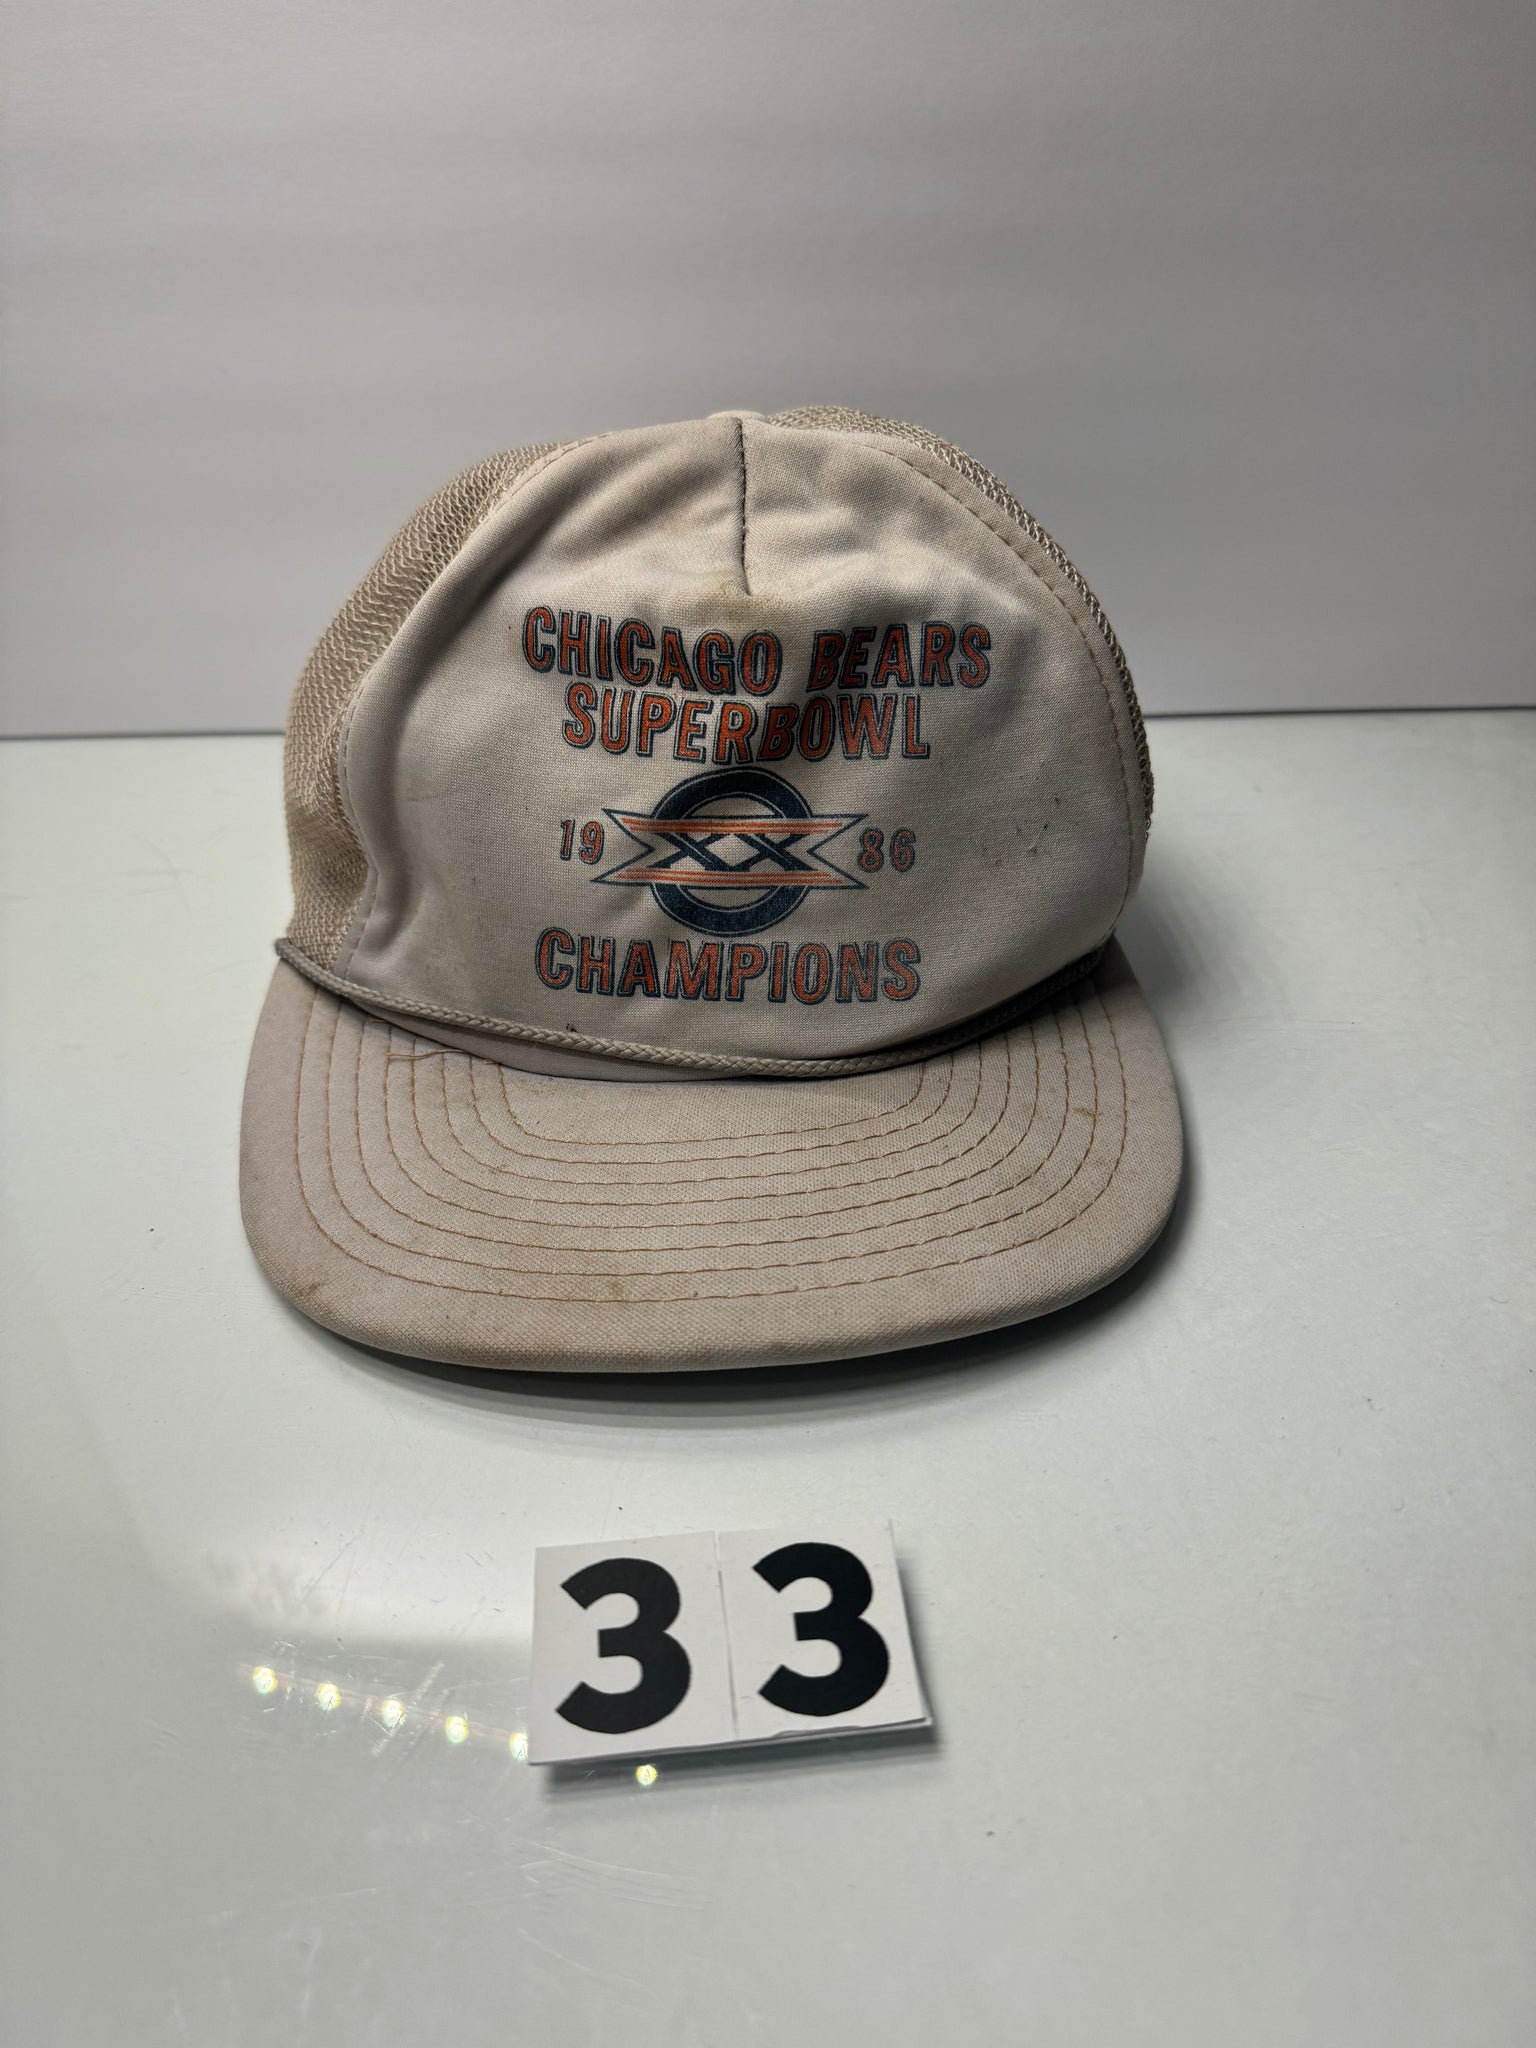 CHICAGO BEARS
SUPERBOWL
19 XX 86
CHAMPIONS
33